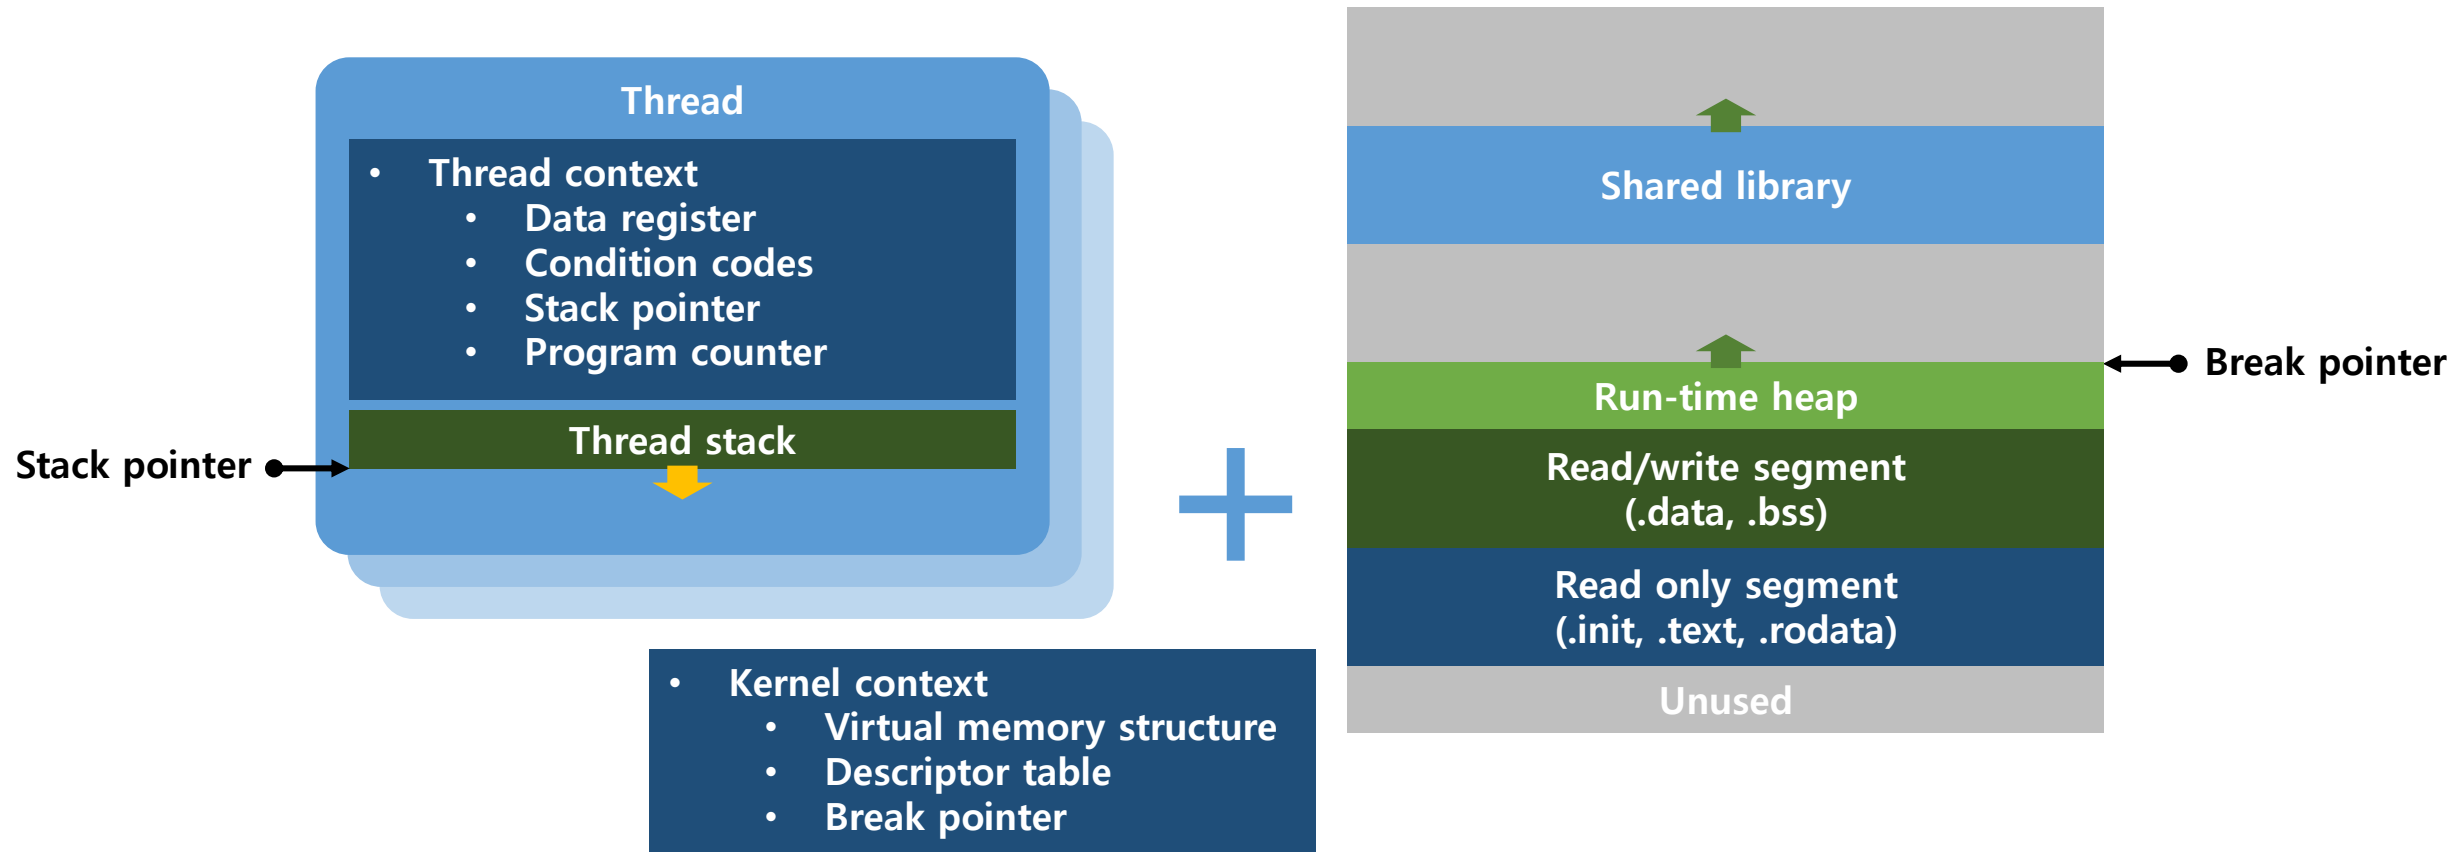 Thread
• Thread context
• Data register
• Condition codes
• Stack pointer
• Program counter
Thread stack
Stack pointer
• Kernel context
• Virtual memory structure
• Descriptor table
• Break pointer
Shared library
Break pointer
Run-time heap
Read/write segment
(.data, .bss)
Read only segment
(.init, .text, .rodata)
Unused